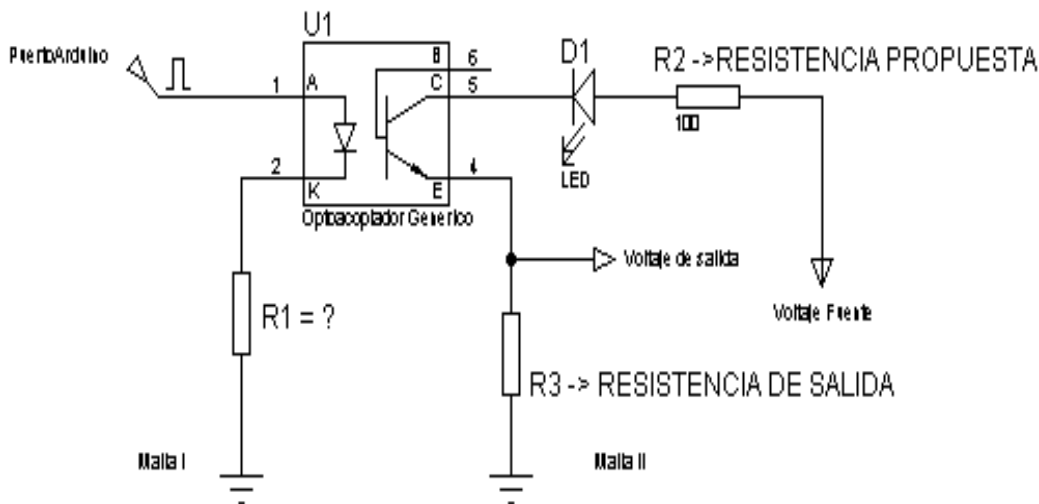 U1
PuertoArduino
1
A
B
6
C
5
D1
R2 ->RESISTENCIA PROPUESTA
100
LED
2
K
E
4
Optoacoplador Generico
Voltaje de salida
R1 = ?
Voltaje Fuente
R3 -> RESISTENCIA DE SALIDA
Malla I
Malla II